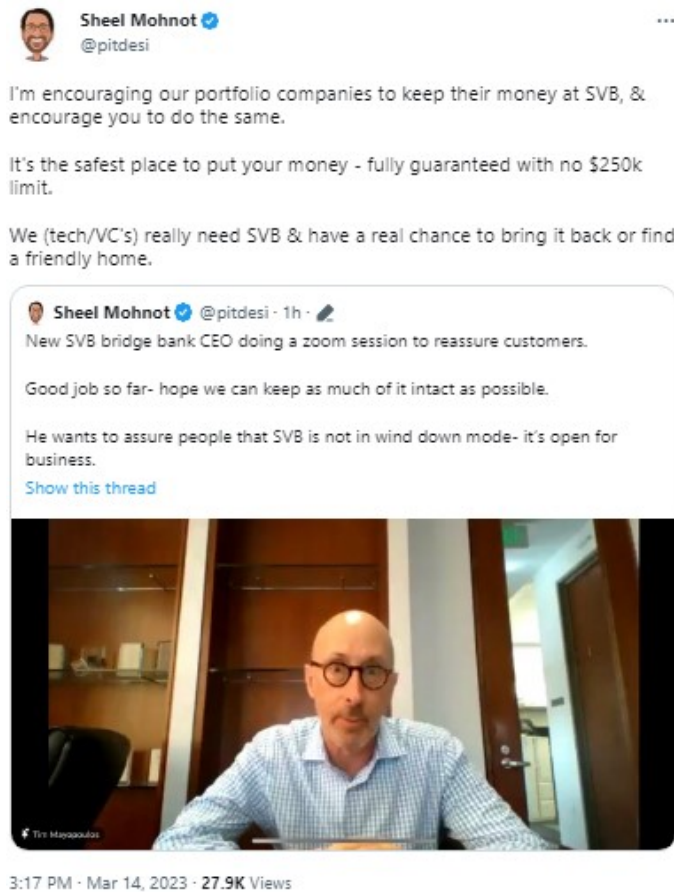 Sheel Mohnot
@pitdesi
I'm encouraging our portfolio companies to keep their money at SVB, &
encourage you to do the same.
It's the safest place to put your money - fully guaranteed with no $250k
limit.
We (tech/VC's) really need SVB & have a real chance to bring it back or find
a friendly home.
Sheel Mohnot @pitdesi · 1h ·
New SVB bridge bank CEO doing a zoom session to reassure customers.
Good job so far- hope we can keep as much of it intact as possible.
He wants to assure people that SVB is not in wind down mode- it's open for
business.
Show this thread
Tim Mayopoulos
3:17 PM · Mar 14, 2023 · 27.9K Views